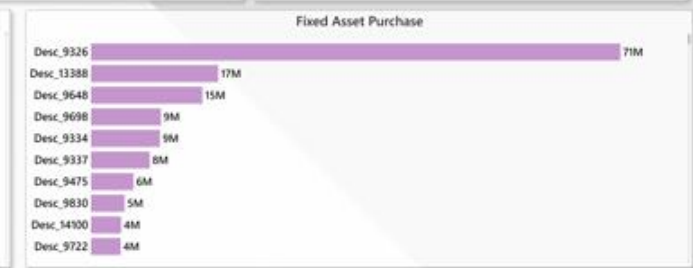 Fixed Asset Purchase
Desc_9326 71M
Desc_13388 17M
Desc_9648 15M
Desc_9698 9M
Desc_9334 9M
Desc_9337 8M
Desc_9475 6M
Desc_9830 5M
Desc_14100 4M
Desc_9722 4M